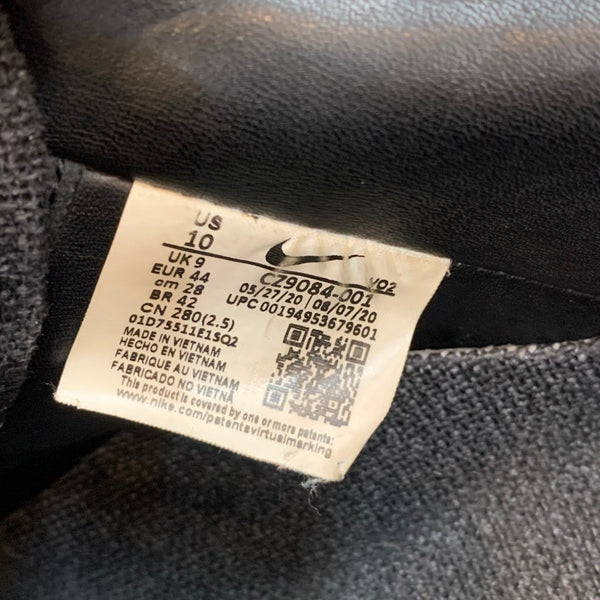 US
10
UK 9
EUR 44
cm 28
BR 42
CN 280(2.5)
01D75511E1SQ2
MADE IN VIETNAM
HECHO EN VIETNAM
FABRIQUE AU VIETNAM
FABRICADO NO VIETNÃ
This product is covered by one or more patents:
www.nike.com/patentsvirtualmarking
YO2
CZ9084-001
05/27/20 | 08/07/20
UPC 00194953679601